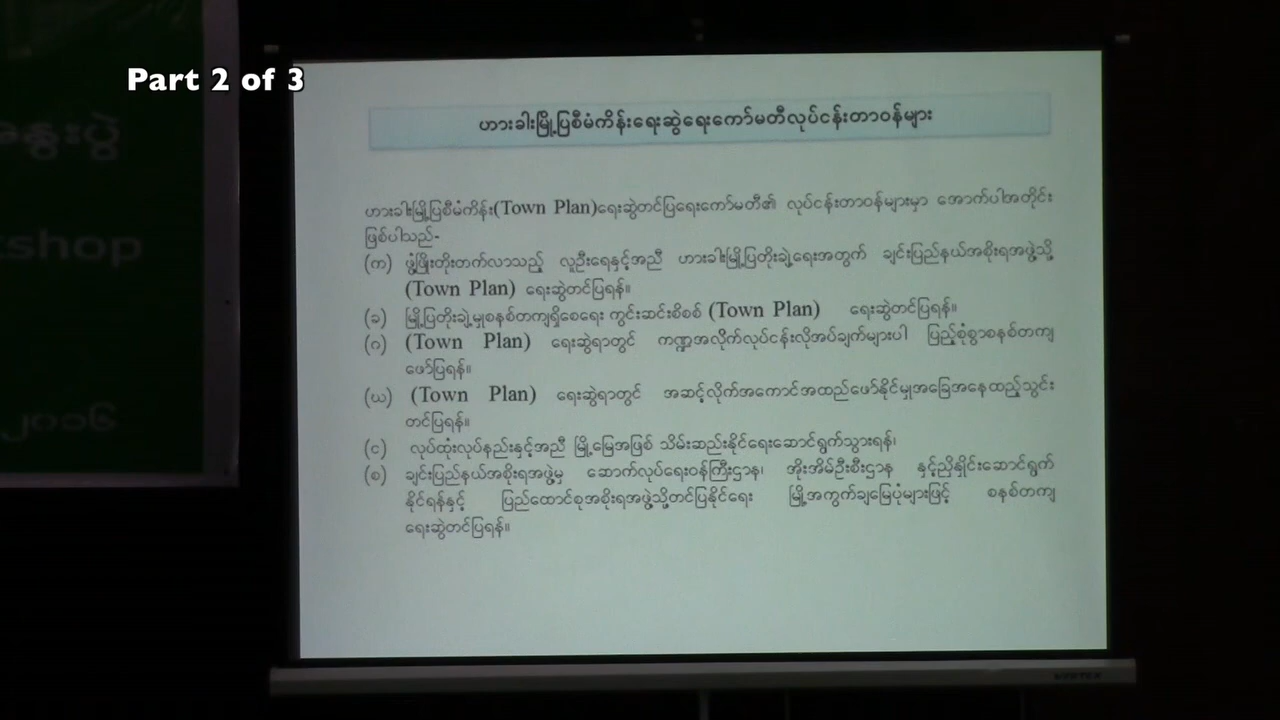 Part 2 of 3
နွေးပွဲ
kshop
၂၀၁၆
ဟားခါးမြို့ပြစီမံကိန်းရေးဆွဲရေးကော်မတီလုပ်ငန်းတာဝန်များ
ဟားခါးမြို့ပြစီမံကိန်း(Town Plan)ရေးဆွဲတင်ပြရေးကော်မတီ၏ လုပ်ငန်းတာဝန်များမှာ အောက်ပါအတိုင်း
ဖြစ်ပါသည်-
(က) ဖွံ့ဖြိုးတိုးတက်လာသည့် လူဦးရေနှင့်အညီ ဟားခါးမြို့ပြတိုးချဲ့ရေးအတွက် ချင်းပြည်နယ်အစိုးရအဖွဲ့သို့
(Town Plan) ရေးဆွဲတင်ပြရန်။
(ခ) မြို့ပြတိုးချဲ့မှုစနစ်တကျရှိစေရေး ကွင်းဆင်းစိစစ် (Town Plan) ရေးဆွဲတင်ပြရန်။
(ဂ) (Town Plan) ရေးဆွဲရာတွင် ကဏ္ဍအလိုက်လုပ်ငန်းလိုအပ်ချက်များပါ ပြည့်စုံစွာစနစ်တကျ
ဖော်ပြရန်။
(ဃ) (Town Plan) ရေးဆွဲရာတွင် အဆင့်လိုက်အကောင်အထည်ဖော်နိုင်မှုအခြေအနေထည့်သွင်း
တင်ပြရန်။
(င) လုပ်ထုံးလုပ်နည်းနှင့်အညီ မြို့မြေအဖြစ် သိမ်းဆည်းနိုင်ရေးဆောင်ရွက်သွားရန်၊
(စ) ချင်းပြည်နယ်အစိုးရအဖွဲ့မှ ဆောက်လုပ်ရေးဝန်ကြီးဌာန၊ အိုးအိမ်ဦးစီးဌာန နှင့်ညှိနှိုင်းဆောင်ရွက်
နိုင်ရန်နှင့် ပြည်ထောင်စုအစိုးရအဖွဲ့သို့တင်ပြနိုင်ရေး မြို့အကွက်ချမြေပုံများဖြင့် စနစ်တကျ
ရေးဆွဲတင်ပြရန်။